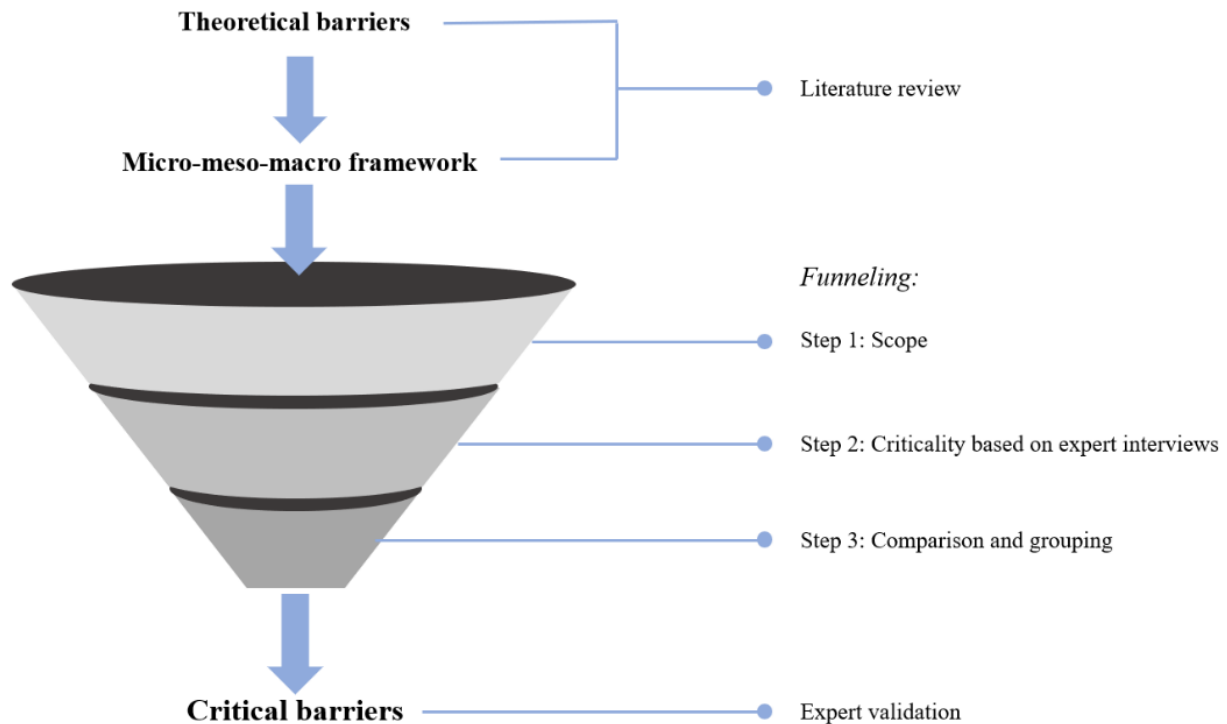 Theoretical barriers
Literature review
Micro-meso-macro framework
Funneling:
Step 1: Scope
Step 2: Criticality based on expert interviews
Step 3: Comparison and grouping
Critical barriers
Expert validation